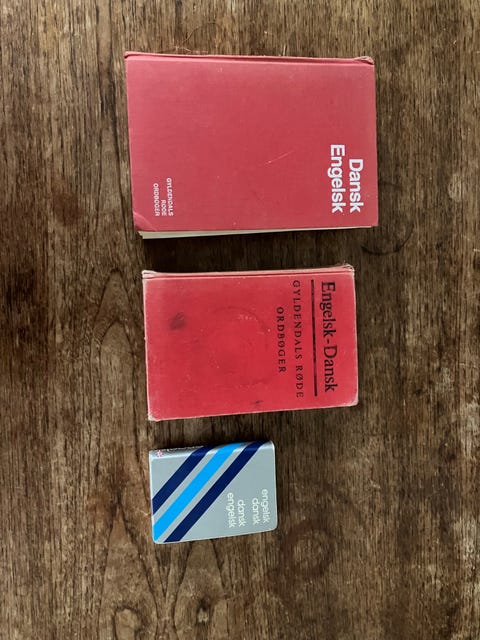 Dansk
Engelsk
GYLDENDALS
RØDE
ORDBØGER
Engelsk-Dansk
GYLDENDALS RØDE
ORDBØGER
engelsk
dansk
dansk
engelsk